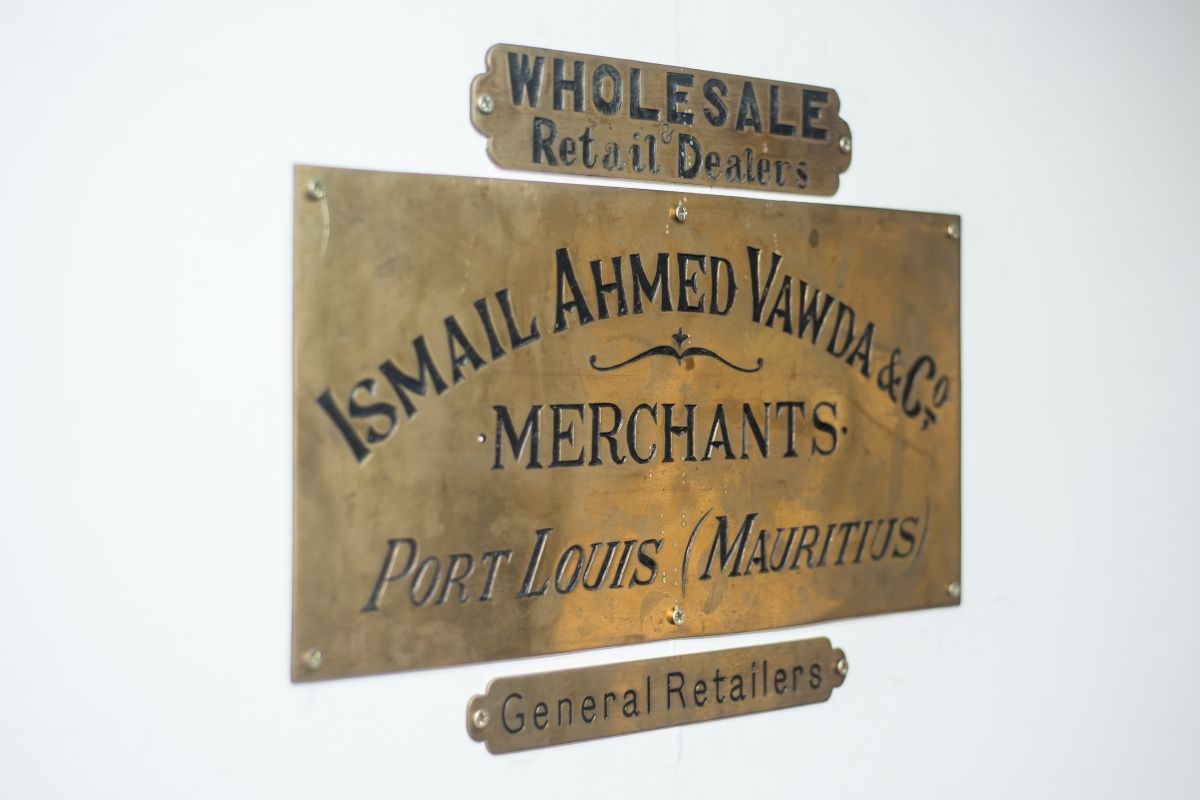 WHOLESALE
& Retail Dealers
ISMAIL AHMED VAWDA & Co.
·MERCHANTS·
PORT LOUIS (MAURITIUS)
General Retailers